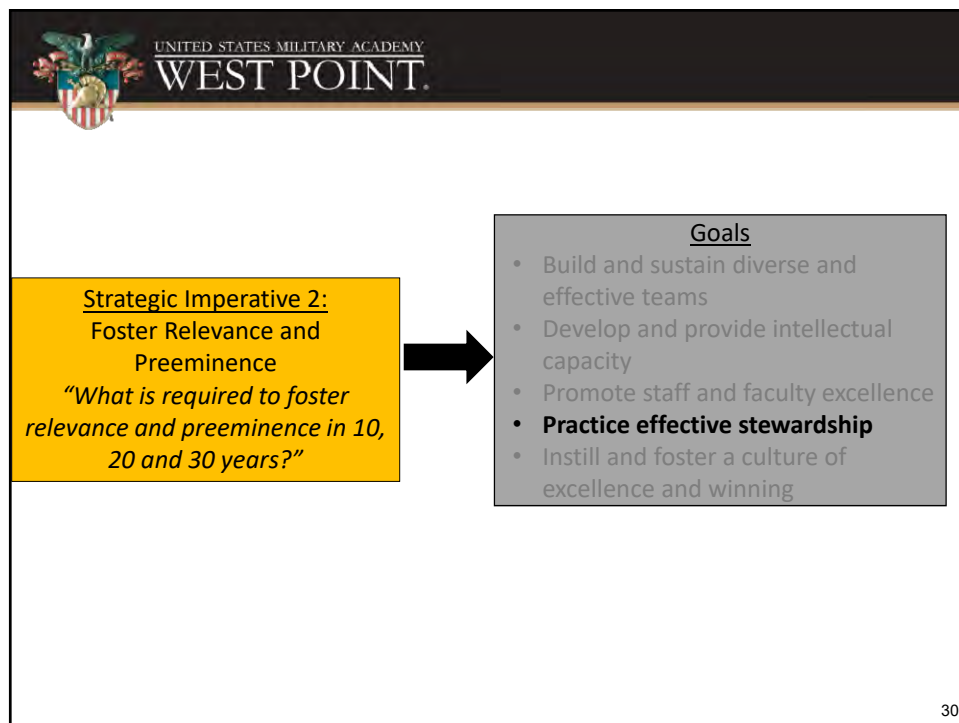 UNITED STATES MILITARY ACADEMY
WEST POINT.
Strategic Imperative 2:
Foster Relevance and
Preeminence
“What is required to foster
relevance and preeminence in 10,
20 and 30 years?”
Goals
• Build and sustain diverse and
effective teams
• Develop and provide intellectual
capacity
• Promote staff and faculty excellence
• Practice effective stewardship
• Instill and foster a culture of
excellence and winning
30